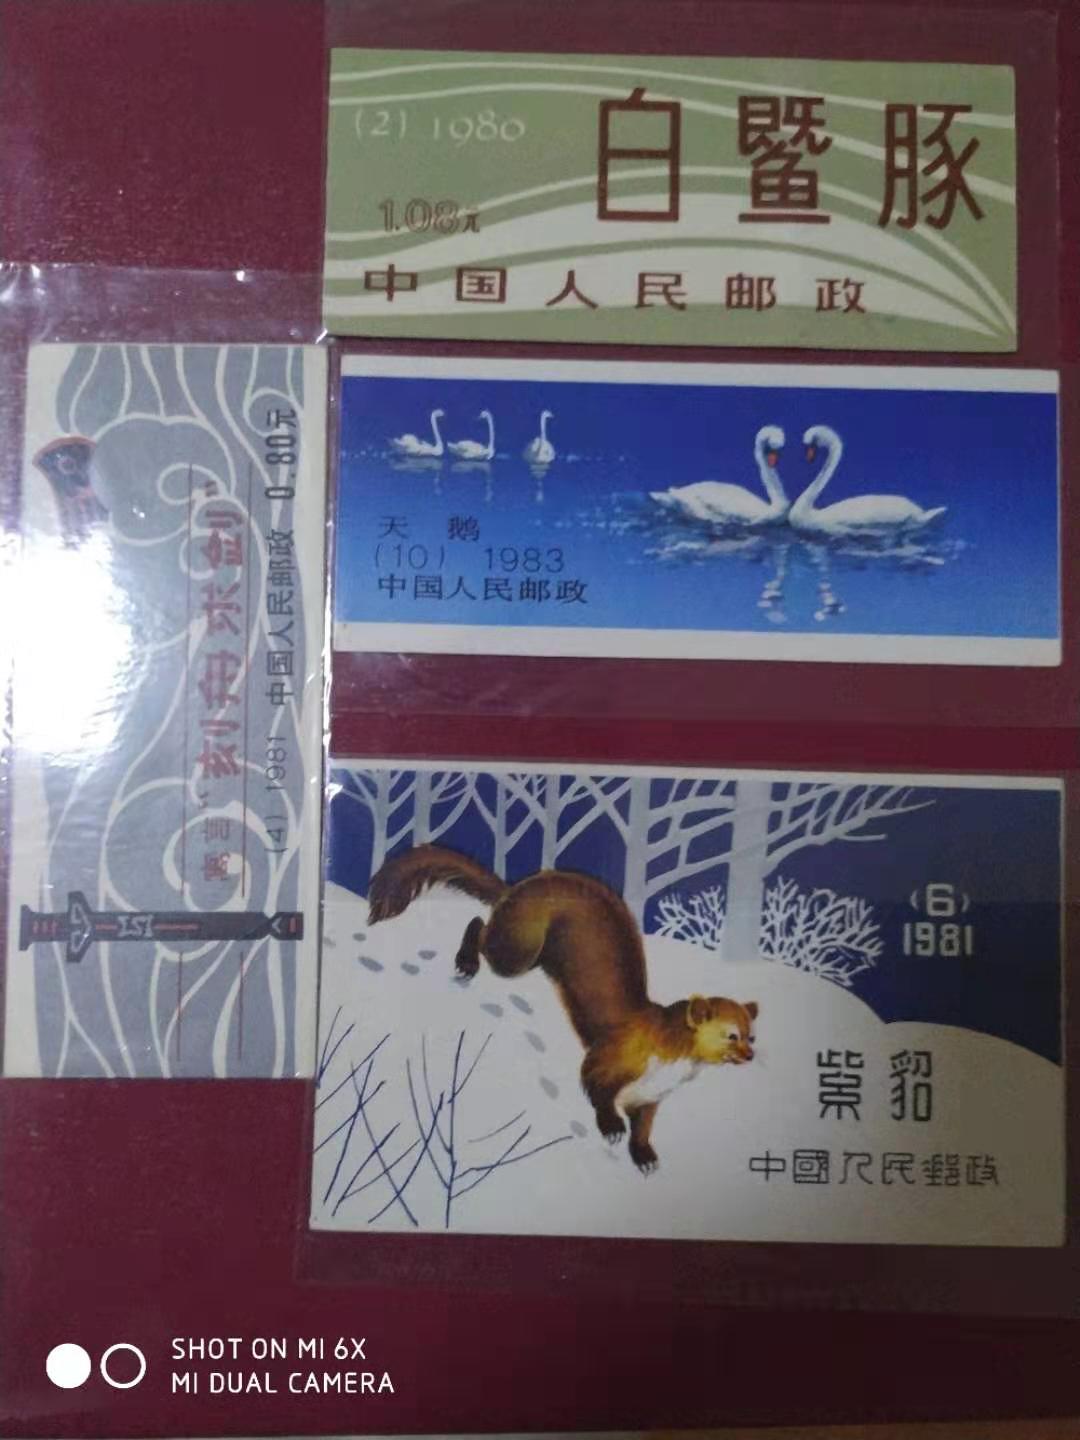 (2) 1980
白鱀豚
1.08元
中国人民邮政
天 鹅
(10) 1983
中国人民邮政
寓言“刻舟求剑”
(4) 1981 中国人民邮政 0.80元
(6)
1981
紫貂
中國人民郵政
SHOT ON MI 6X
MI DUAL CAMERA